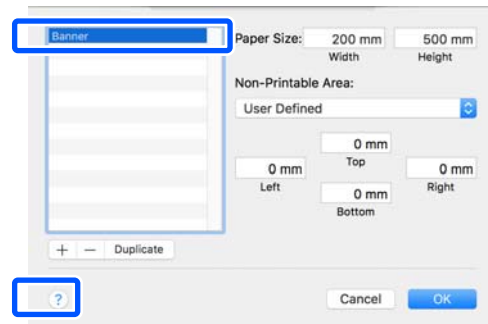 Banner
Paper Size: 200 mm 500 mm
Width Height
Non-Printable Area:
User Defined
0 mm
Top
0 mm 0 mm
Left Right
0 mm
Bottom
+ − Duplicate
? Cancel OK